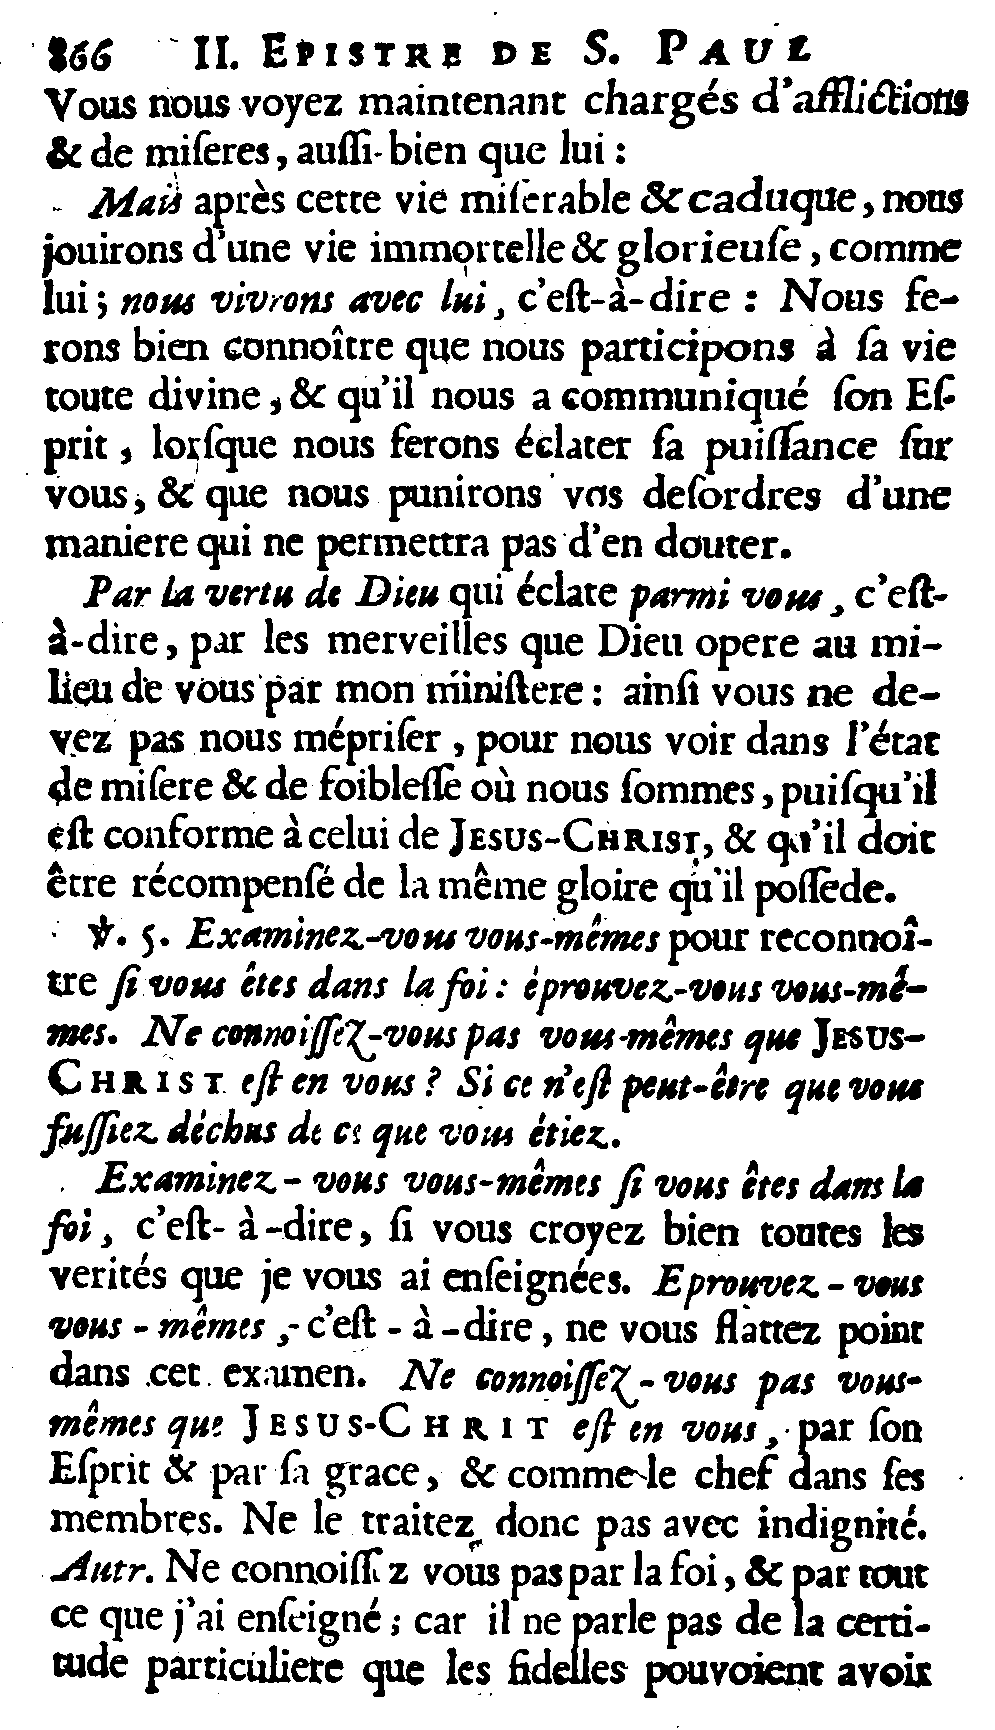 866 II. EPISTRE DE S. PAUL
Vous nous voyez maintenant chargés d'afflictions
& de miſeres, auſſi-bien que lui :
Mais après cette vie miſerable & caduque, nous
jouirons d'une vie immortelle & glorieuſe, comme
lui ; nous vivrons avec lui, c'eſt-à-dire : Nous fe-
rons bien connoître que nous participons à ſa vie
toute divine, & qu'il nous a communiqué ſon Eſ-
prit, lorſque nous ferons éclater ſa puiſſance ſur
vous, & que nous punirons vos deſordres d'une
maniere qui ne permettra pas d'en douter.
Par la vertu de Dieu qui éclate parmi vous, c'eſt-
à-dire, par les merveilles que Dieu opere au mi-
lieu de vous par mon miniſtere : ainſi vous ne de-
vez pas nous mépriſer, pour nous voir dans l'état
de miſere & de foibleſſe où nous ſommes, puiſqu'il
eſt conforme à celui de JESUS-CHRIST, & qu'il doit
être récompenſé de la même gloire qu'il poſſede.
℣. 5. Examinez-vous vous-mêmes pour reconnoî-
tre ſi vous êtes dans la foi : éprouvez-vous vous-mê-
mes. Ne connoiſſez-vous pas vous-mêmes que JESUS-
CHRIST eſt en vous ? Si ce n'eſt peut-être que vous
fuſſiez déchus de ce que vous étiez.
Examinez-vous vous-mêmes ſi vous êtes dans la
foi, c'eſt-à-dire, ſi vous croyez bien toutes les
verités que je vous ai enſeignées. Eprouvez-vous
vous-mêmes, c'eſt-à-dire, ne vous flattez point
dans cet examen. Ne connoiſſez-vous pas vous-
mêmes que JESUS-CHRIT eſt en vous, par ſon
Eſprit & par ſa grace, & comme le chef dans ſes
membres. Ne le traitez donc pas avec indignité.
Autr. Ne connoiſſez vous pas par la foi, & par tout
ce que j'ai enſeigné ; car il ne parle pas de la certi-
tude particuliere que les fidelles pouvoient avoir